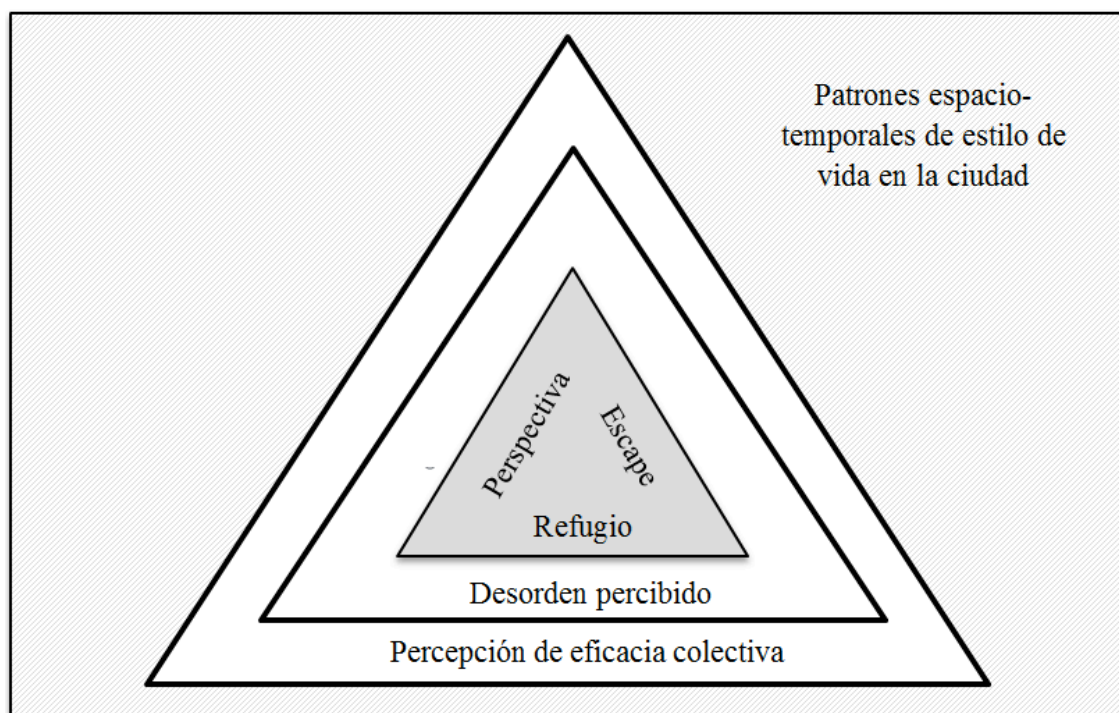 Patrones espacio-
temporales de estilo de
vida en la ciudad
Perspectiva
Escape
Refugio
Desorden percibido
Percepción de eficacia colectiva